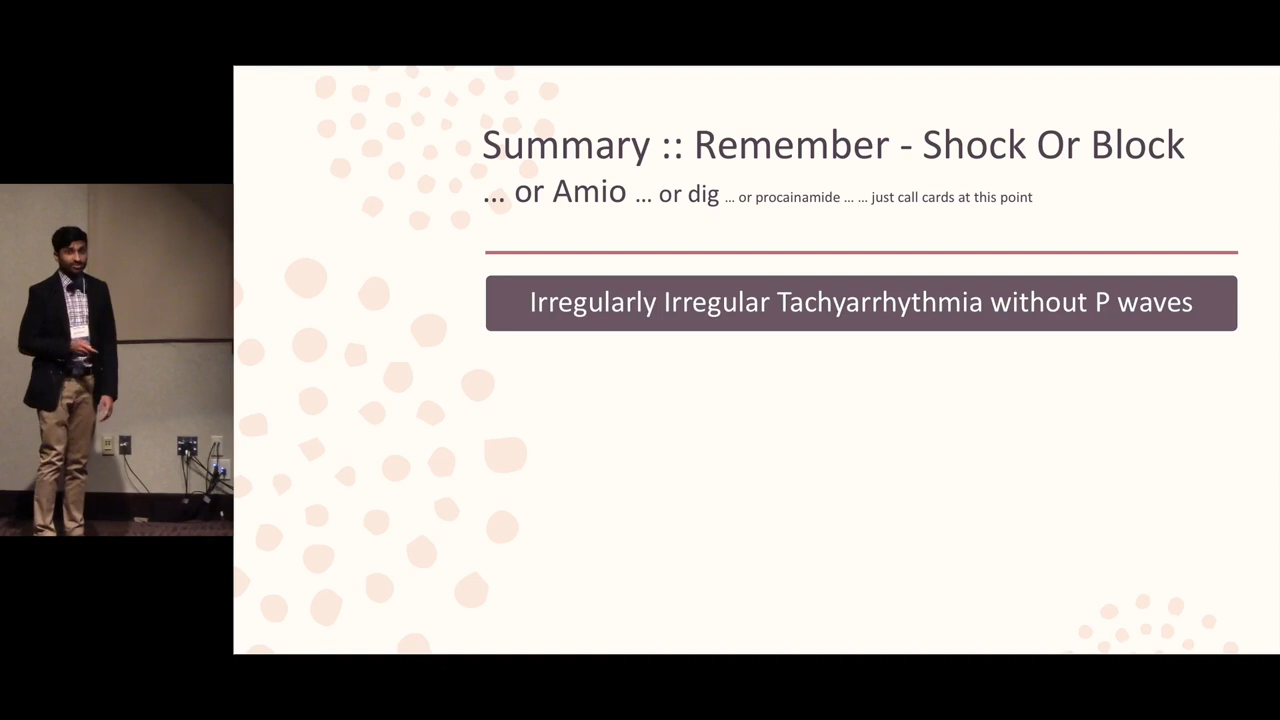 Summary :: Remember - Shock Or Block
... or Amio ... or dig ... or procainamide ... ... just call cards at this point
Irregularly Irregular Tachyarrhythmia without P waves